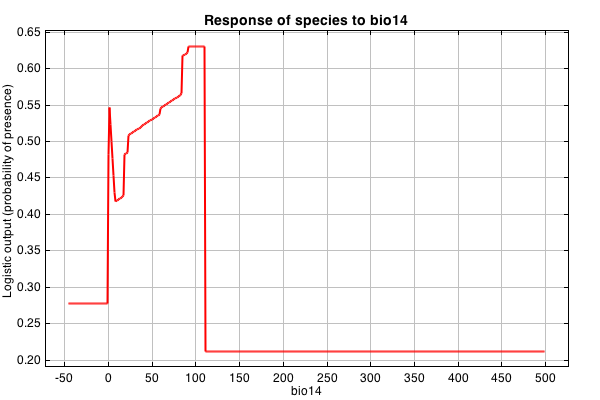 Response of species to bio14
Logistic output (probability of presence)
0.65
0.60
0.55
0.50
0.45
0.40
0.35
0.30
0.25
0.20
-50 0 50 100 150 200 250 300 350 400 450 500
bio14